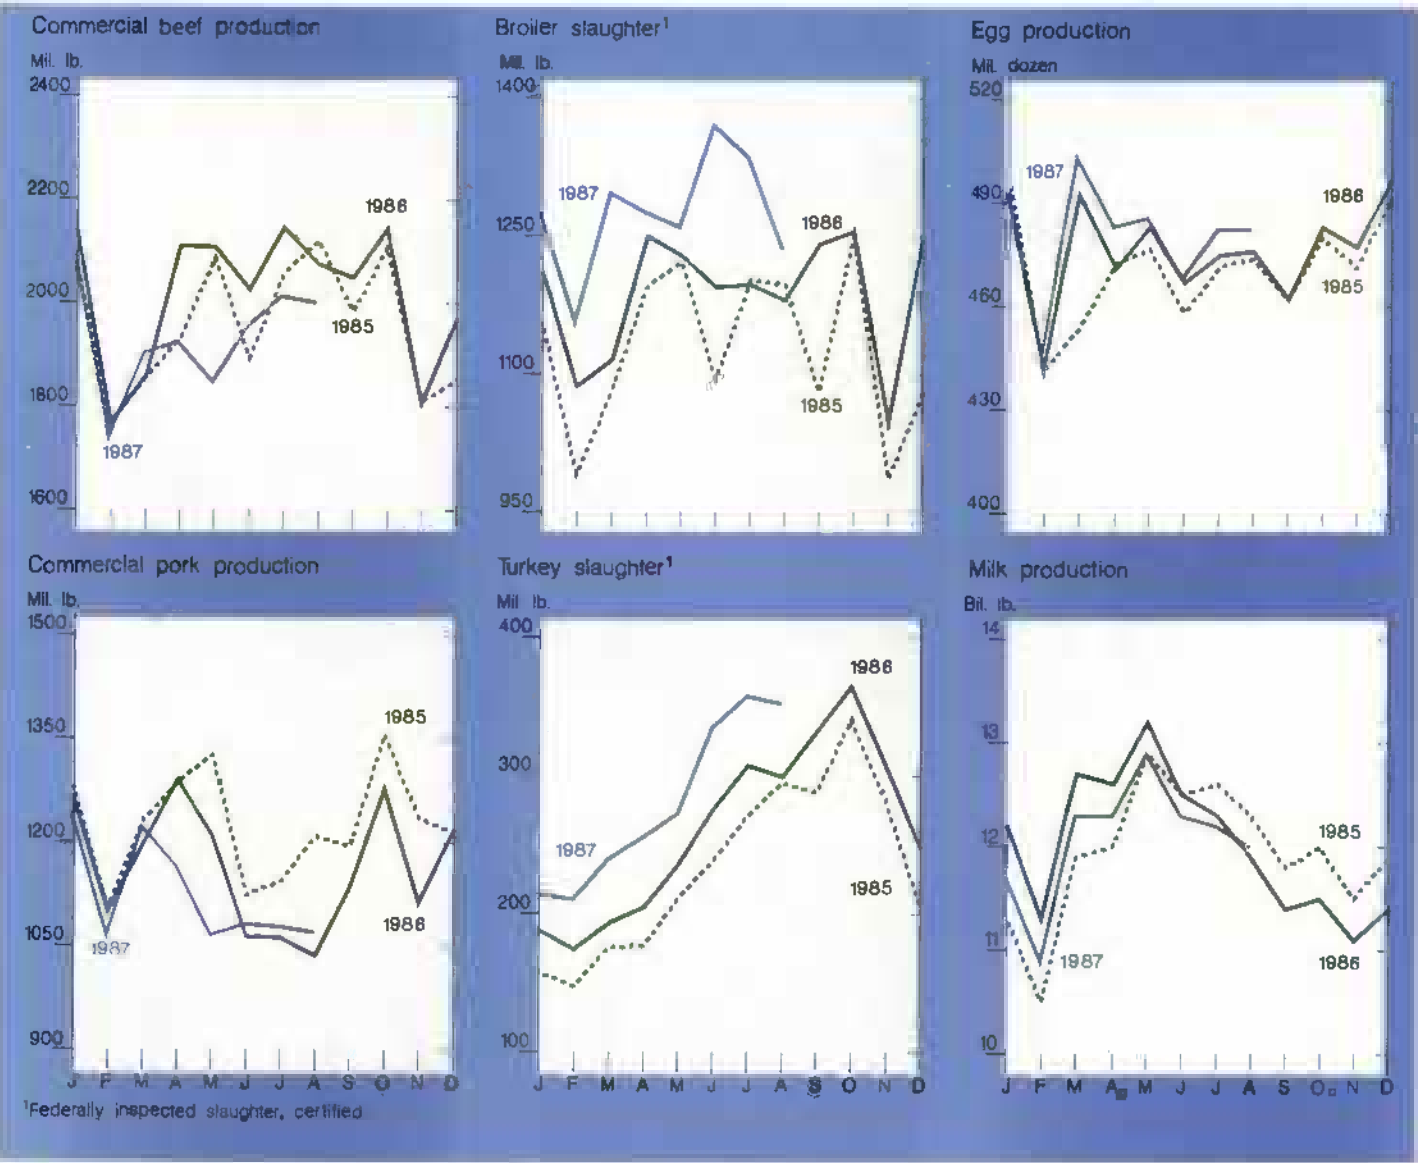 Commercial beef production
Mil. lb.
2400
2200
2000
1800
1600
1986
1985
1987
Broiler slaughter¹
Mil. lb.
1400
1250
1100
950
1987
1986
1985
Egg production
Mil. dozen
520
490
460
430
400
1987
1986
1985
Commercial pork production
Mil. lb.
1500
1350
1200
1050
900
1985
1986
1987
J F M A M J J A S O N D
Turkey slaughter¹
Mil lb.
400
300
200
100
1986
1987
1985
J F M A M J J A S O N D
Milk production
Bil. lb.
14
13
12
11
10
1985
1987
1986
J F M A M J J A S O N D
¹Federally inspected slaughter, certified